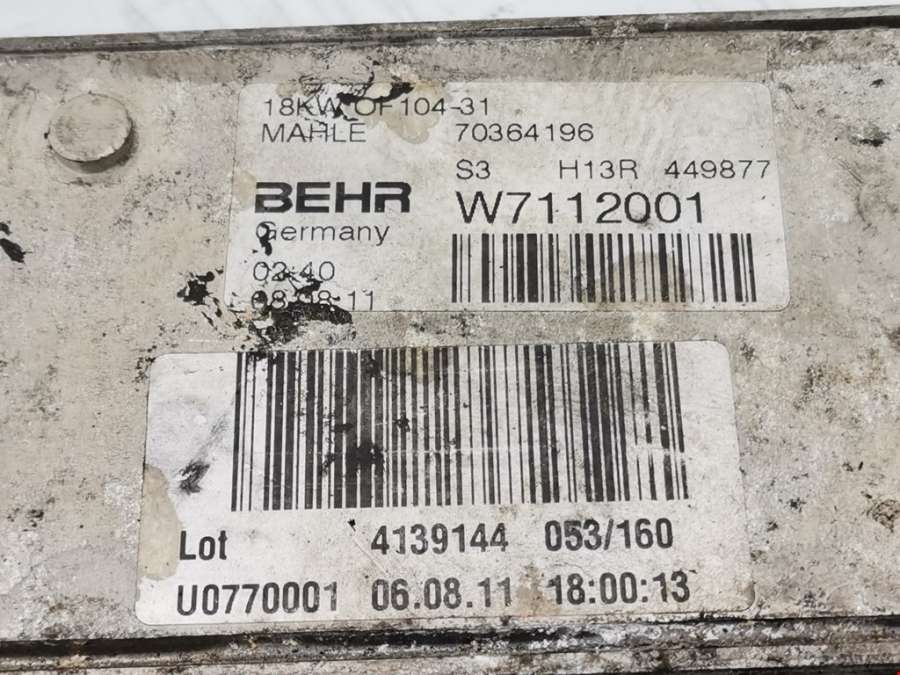 18KW OF104-31
MAHLE 70364196
S3 H13R 449877
BEHR W7112001
Germany
02:40
08.08.11
Lot 4139144 053/160
U0770001 06.08.11 18:00:13